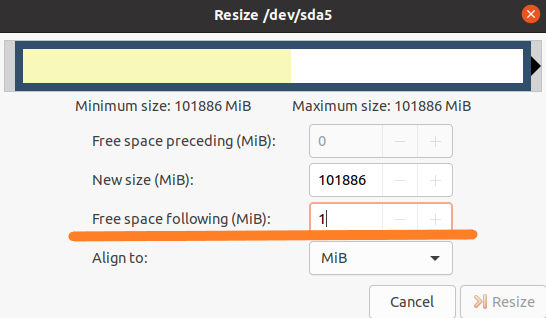 Resize /dev/sda5
Minimum size: 101886 MiB Maximum size: 101886 MiB
Free space preceding (MiB): 0
New size (MiB): 101886
Free space following (MiB): 1
Align to: MiB
Cancel Resize